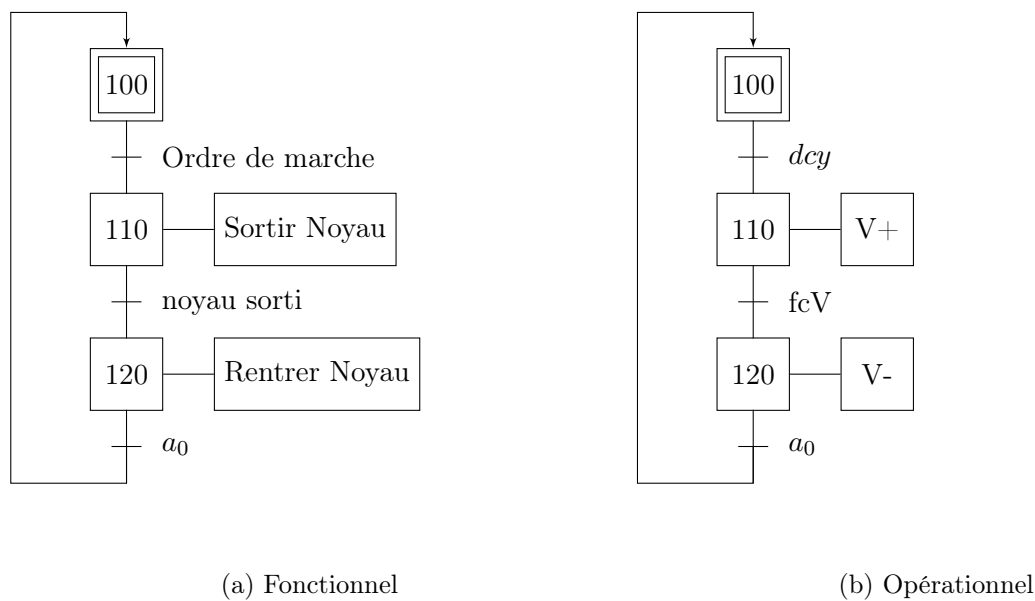 100
Ordre de marche
110
Sortir Noyau
noyau sorti
120
Rentrer Noyau
a₀
(a) Fonctionnel
100
dcy
110
V+
fcV
120
V-
a₀
(b) Opérationnel